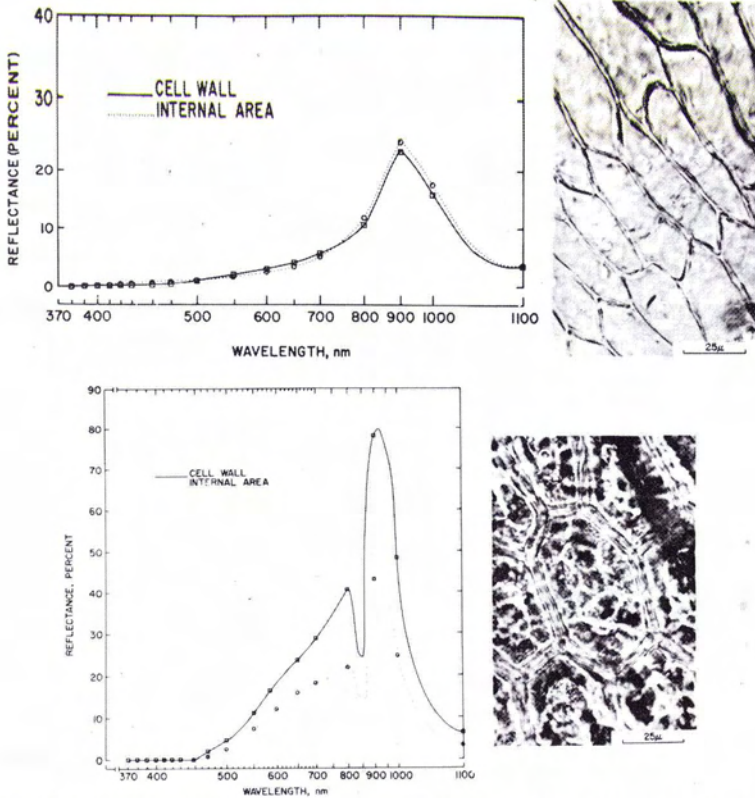 40
30
20
10
0
REFLECTANCE (PERCENT)
CELL WALL
INTERNAL AREA
370 400 500 600 700 800 900 1000 1100
WAVELENGTH, nm
25μ
90
80
70
60
50
40
30
20
10
0
REFLECTANCE, PERCENT
CELL WALL
INTERNAL AREA
370 400 500 600 700 800 900 1000 1100
WAVELENGTH, nm
25μ